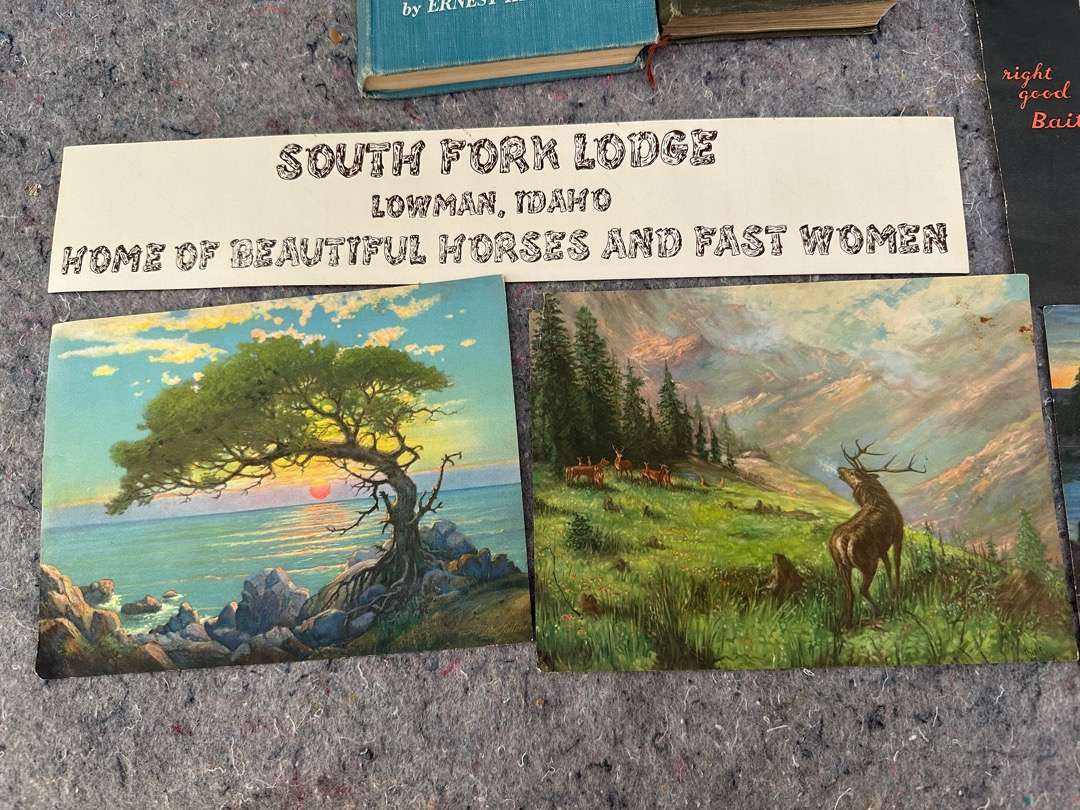 by ERNEST
SOUTH FORK LODGE
LOWMAN, IDAHO
HOME OF BEAUTIFUL HORSES AND FAST WOMEN
right
good
Bait